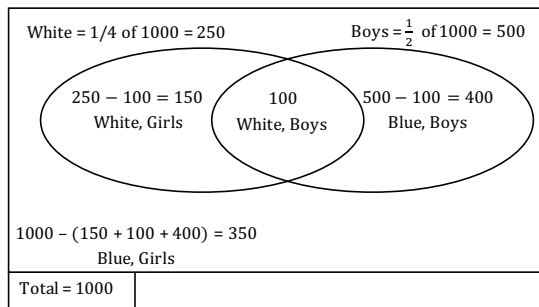 White = 1/4 of 1000 = 250
Boys = 1/2 of 1000 = 500
250 − 100 = 150
White, Girls
100
White, Boys
500 − 100 = 400
Blue, Boys
1000 – (150 + 100 + 400) = 350
Blue, Girls
Total = 1000